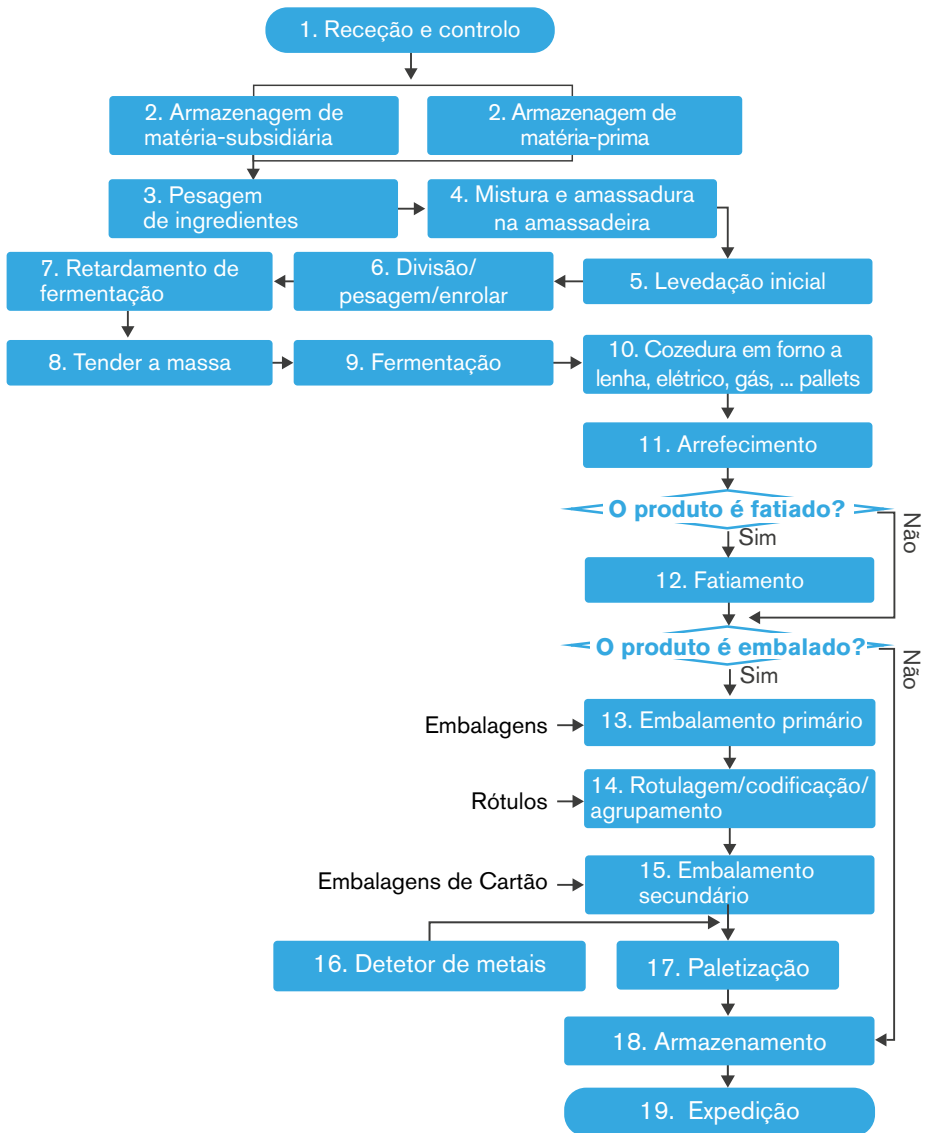 1. Receção e controlo
2. Armazenagem de
matéria-subsidiária
2. Armazenagem de
matéria-prima
3. Pesagem
de ingredientes
4. Mistura e amassadura
na amassadeira
7. Retardamento de
fermentação
6. Divisão/
pesagem/enrolar
5. Levedação inicial
8. Tender a massa
9. Fermentação
10. Cozedura em forno a
lenha, elétrico, gás, ... pallets
11. Arrefecimento
O produto é fatiado?
Não
Sim
12. Fatiamento
O produto é embalado?
Não
Sim
Embalagens
13. Embalamento primário
Rótulos
14. Rotulagem/codificação/
agrupamento
Embalagens de Cartão
15. Embalamento
secundário
16. Detetor de metais
17. Paletização
18. Armazenamento
19. Expedição